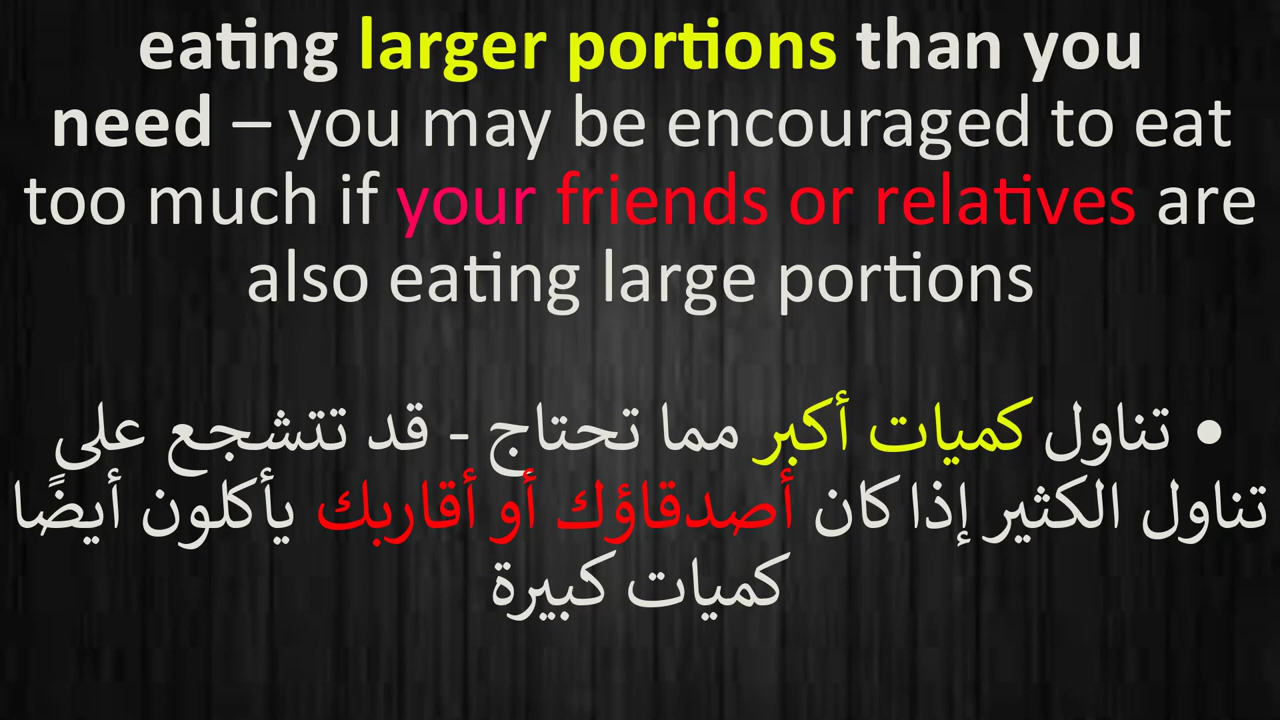 eating larger portions than you
need – you may be encouraged to eat
too much if your friends or relatives are
also eating large portions
• تناول كميات أكبر مما تحتاج - قد تتشجع على
تناول الكثير إذا كان أصدقاؤك أو أقاربك يأكلون أيضًا
كميات كبيرة